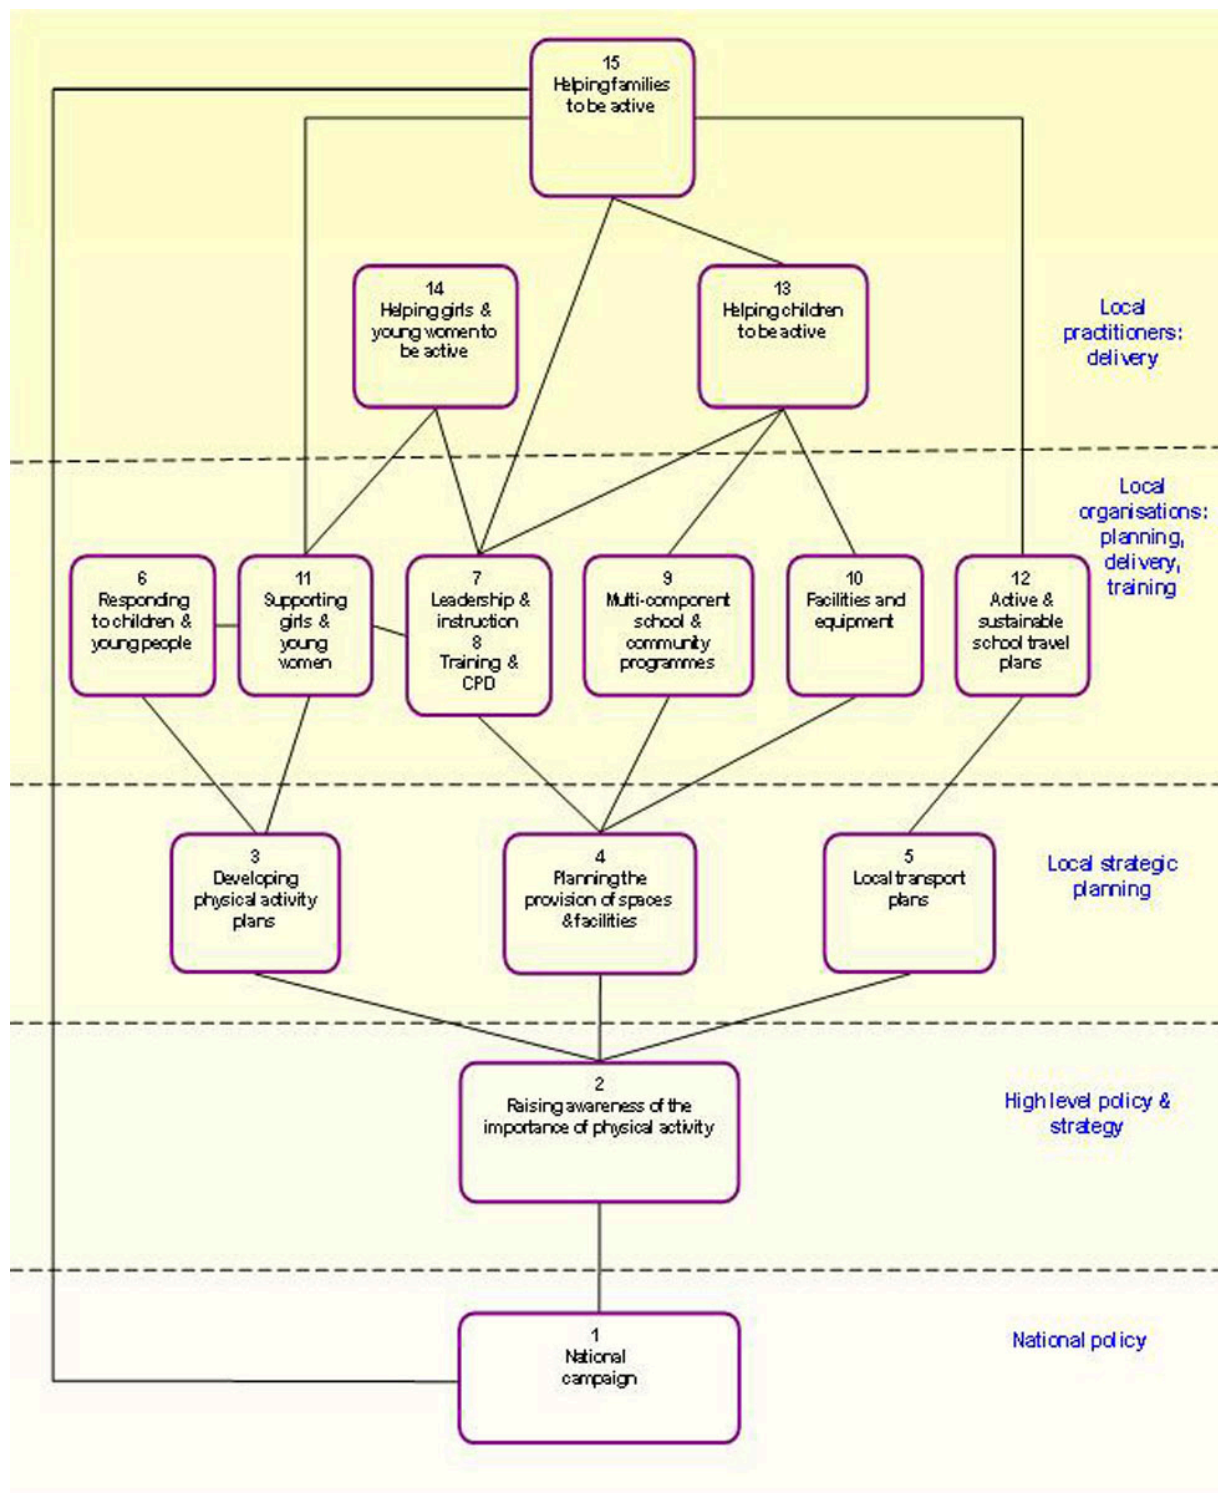 15
Helping families
to be active
14
Helping girls &
young women to
be active
13
Helping children
to be active
Local
practitioners:
delivery
Local
organisations:
planning,
delivery,
training
6
Responding
to children &
young people
11
Supporting
girls &
young
women
7
Leadership &
instruction
8
Training &
CPD
9
Multi-component
school &
community
programmes
10
Facilities and
equipment
12
Active &
sustainable
school travel
plans
3
Developing
physical activity
plans
4
Planning the
provision of spaces
& facilities
5
Local transport
plans
Local strategic
planning
2
Raising awareness of the
importance of physical activity
High level policy &
strategy
1
National
campaign
National policy